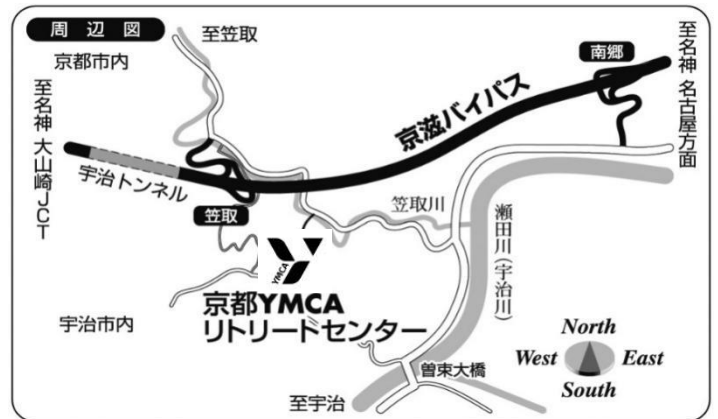 周辺図
至笠取
南郷
至名神 名古屋方面
京都市内
京滋バイパス
至名神 大山崎JCT
宇治トンネル
笠取
笠取川
瀬田川(宇治川)
YMCA
京都YMCA
リトリードセンター
宇治市内
North
West East
South
曽束大橋
至宇治